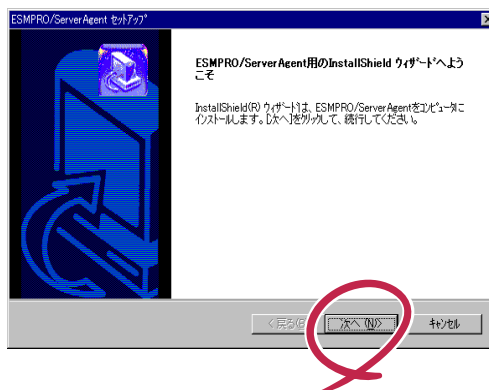 ESMPRO/ServerAgent ｾｯﾄｱｯﾌﾟ
ESMPRO/ServerAgent用のInstallShield ｳｨｻﾞｰﾄﾞへよう
こそ
InstallShield(R) ｳｨｻﾞｰﾄﾞは、ESMPRO/ServerAgentをｺﾝﾋﾟｭｰﾀに
ｲﾝｽﾄｰﾙします。[次へ]をｸﾘｯｸして、続行してください。
< 戻る(B
次へ (N)>
ｷｬﾝｾﾙ